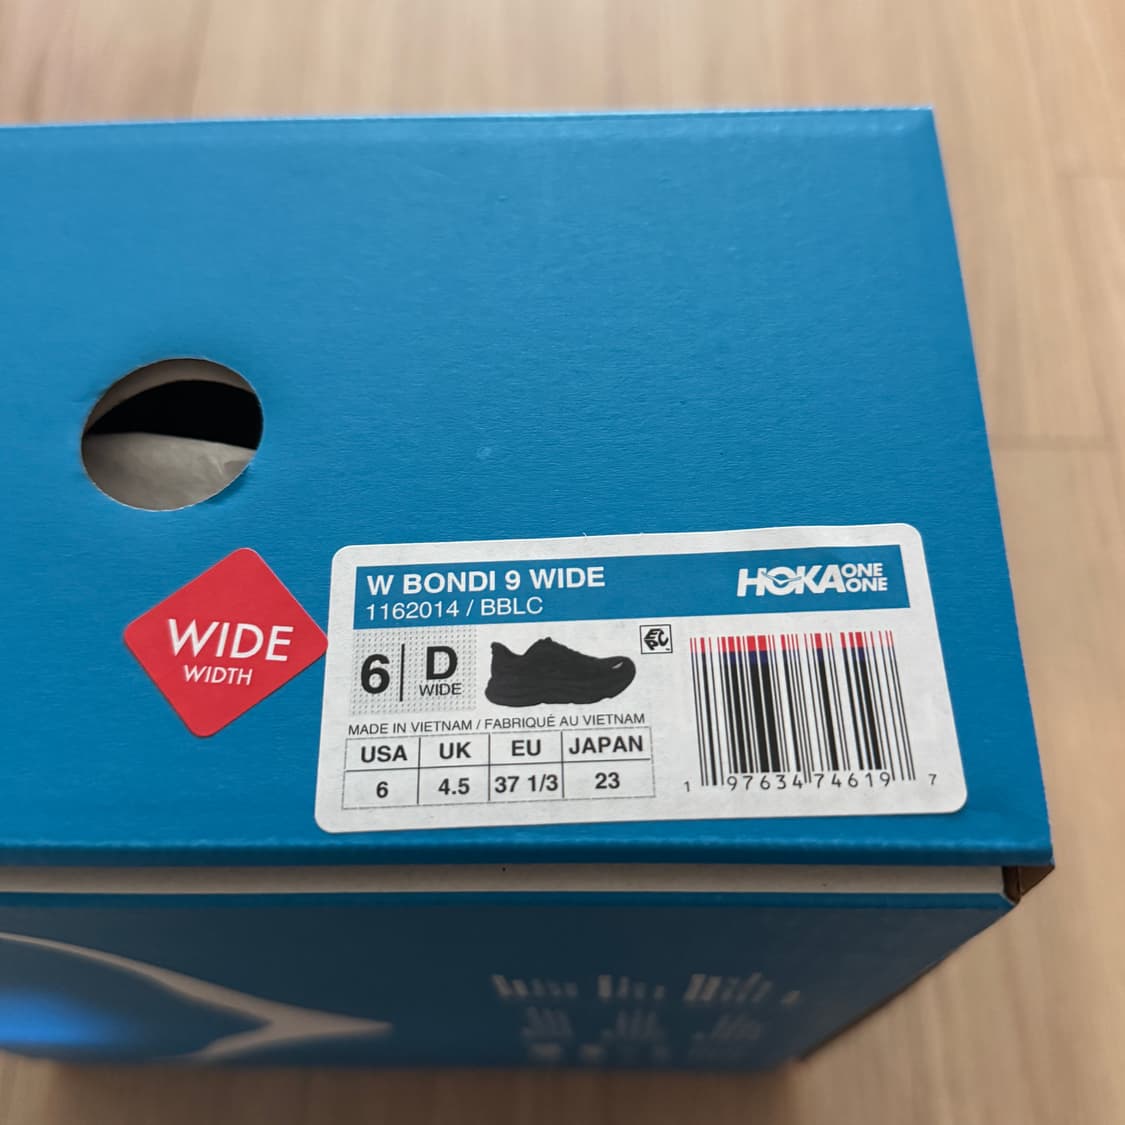 WIDE
WIDTH
W BONDI 9 WIDE
1162014 / BBLC
HOKA ONE ONE
6 D
WIDE
EPC
MADE IN VIETNAM / FABRIQUÉ AU VIETNAM
USA UK EU JAPAN
6 4.5 37 1/3 23
1 97634 74619 7